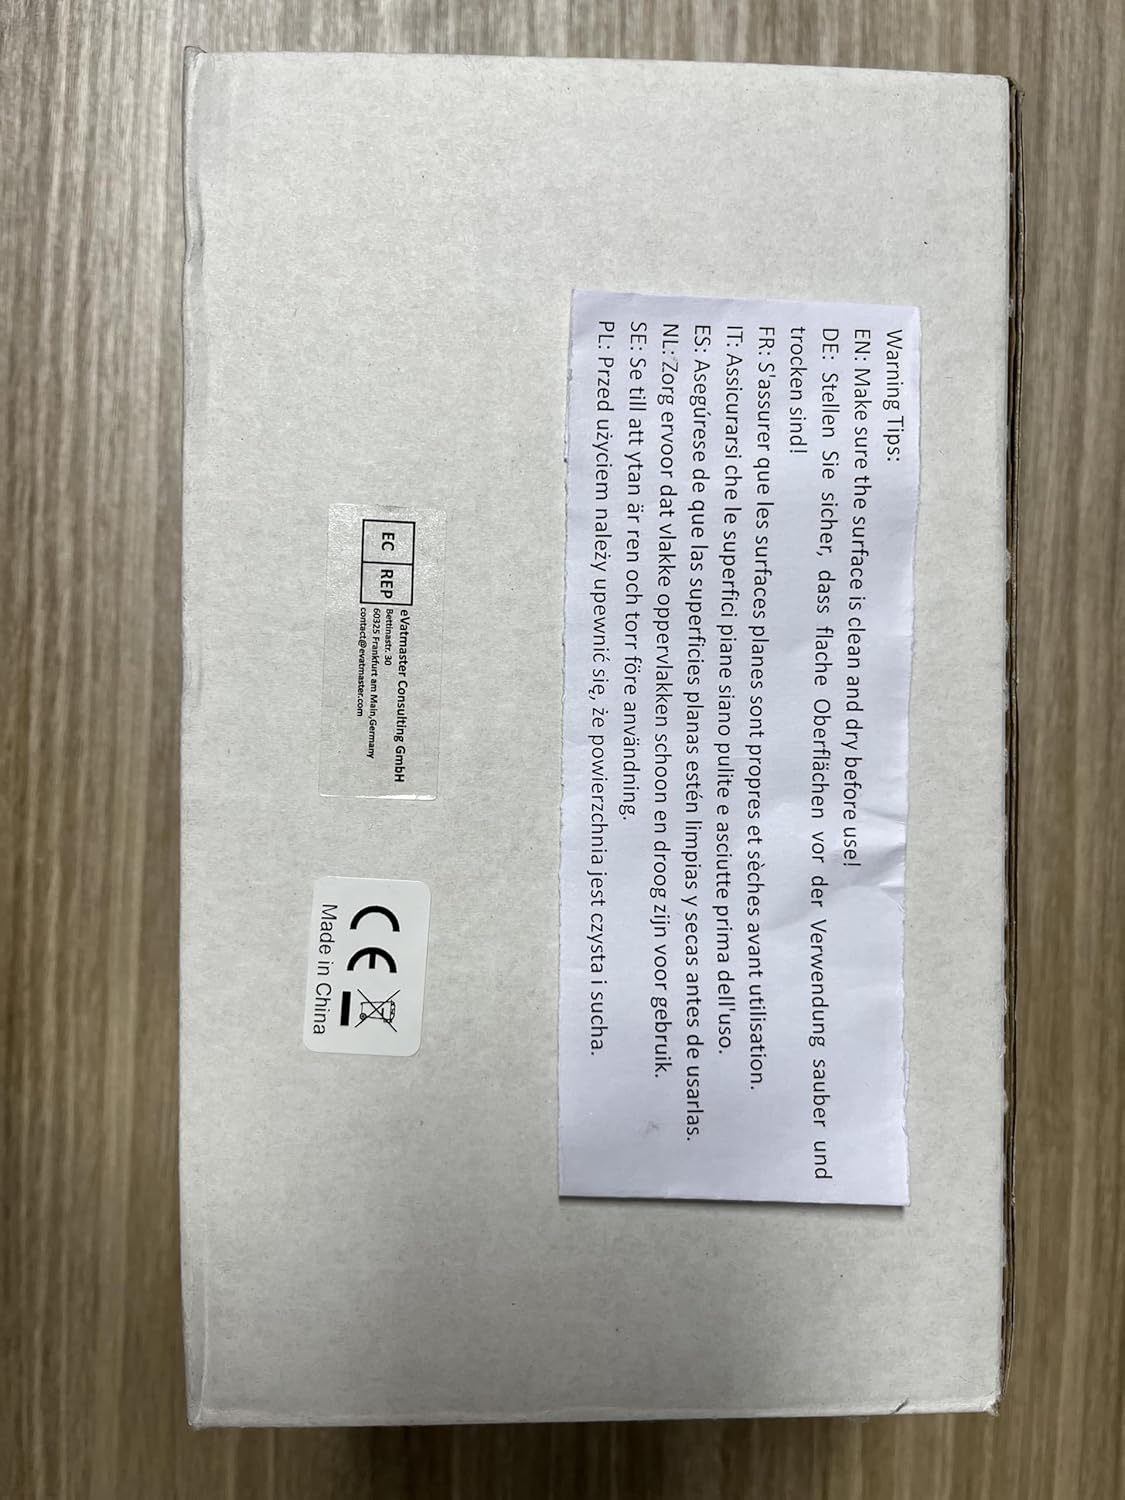 Warning Tips:
EN: Make sure the surface is clean and dry before use!
DE: Stellen Sie sicher, dass flache Oberflächen vor der Verwendung sauber und
trocken sind!
FR: S'assurer que les surfaces planes sont propres et sèches avant utilisation.
IT: Assicurarsi che le superfici piane siano pulite e asciutte prima dell'uso.
ES: Asegúrese de que las superficies planas estén limpias y secas antes de usarlas.
NL: Zorg ervoor dat vlakke oppervlakken schoon en droog zijn voor gebruik.
SE: Se till att ytan är ren och torr före användning.
PL: Przed użyciem należy upewnić się, że powierzchnia jest czysta i sucha.
EC REP
eVatmaster Consulting GmbH
Bettinastr. 30
60325 Frankfurt am Main,Germany
contact@evatmaster.com
CE
Made in China